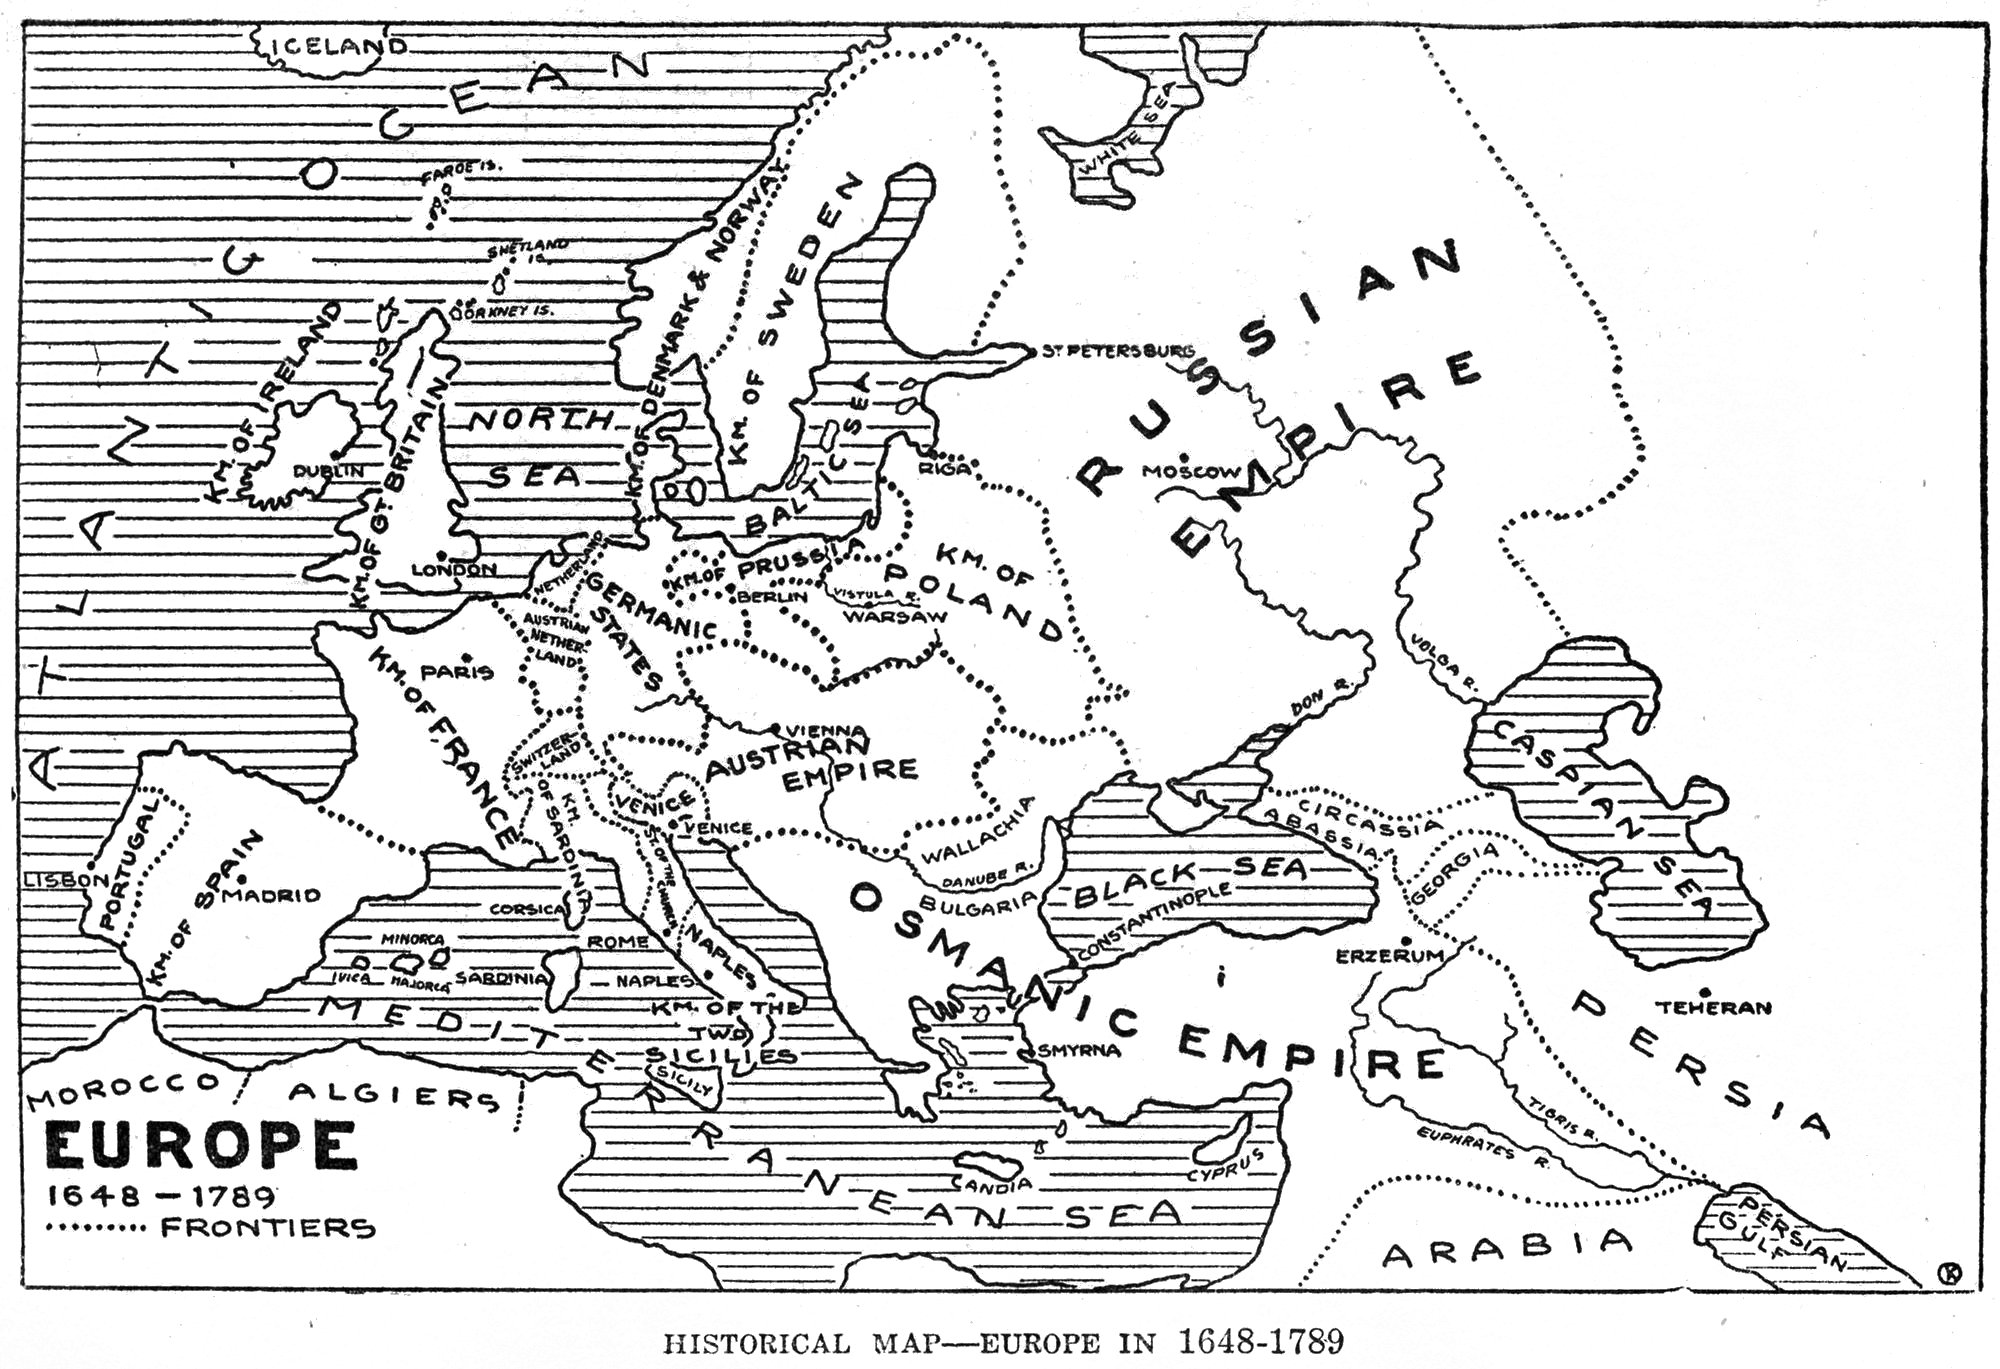 ICELAND
ATLANTIC OCEAN
FAROE IS.
SHETLAND
IS.
ORKNEY IS.
WHITE SEA
KM. OF DENMARK & NORWAY
KM. OF SWEDEN
RUSSIAN
EMPIRE
ST. PETERSBURG
KM. OF IRELAND
DUBLIN
KM. OF GT. BRITAIN
LONDON
NORTH
SEA
BALTIC SEA
RIGA
MOSCOW
NETHERLAND
AUSTRIAN
NETHER-
LAND
GERMANIC
STATES
KM. OF PRUSSIA
BERLIN
VISTULA R.
WARSAW
KM. OF
POLAND
VOLGA R.
DON R.
PARIS
KM. OF FRANCE
SWITZER-
LAND
VIENNA
AUSTRIAN
EMPIRE
KM.
OF SARDINIA
VENICE
VENICE
ST. OF THE CHURCH
WALLACHIA
DANUBE R.
BULGARIA
CASPIAN SEA
CIRCASSIA
ABASSIA
GEORGIA
BLACK SEA
CONSTANTINOPLE
PORTUGAL
LISBON
KM. OF SPAIN
MADRID
CORSICA
ROME
MINORCA
IVICA
MAJORCA
SARDINIA
NAPLES
NAPLES
KM. OF THE
TWO
SICILIES
SICILY
OSMANIC EMPIRE
ERZERUM
SMYRNA
TEHERAN
PERSIA
MEDITERRANEAN SEA
CANDIA
CYPRUS
TIGRIS R.
EUPHRATES R.
ARABIA
PERSIAN
GULF
MOROCCO
ALGIERS
EUROPE
1648 – 1789
.......... FRONTIERS
K
HISTORICAL MAP—EUROPE IN 1648-1789